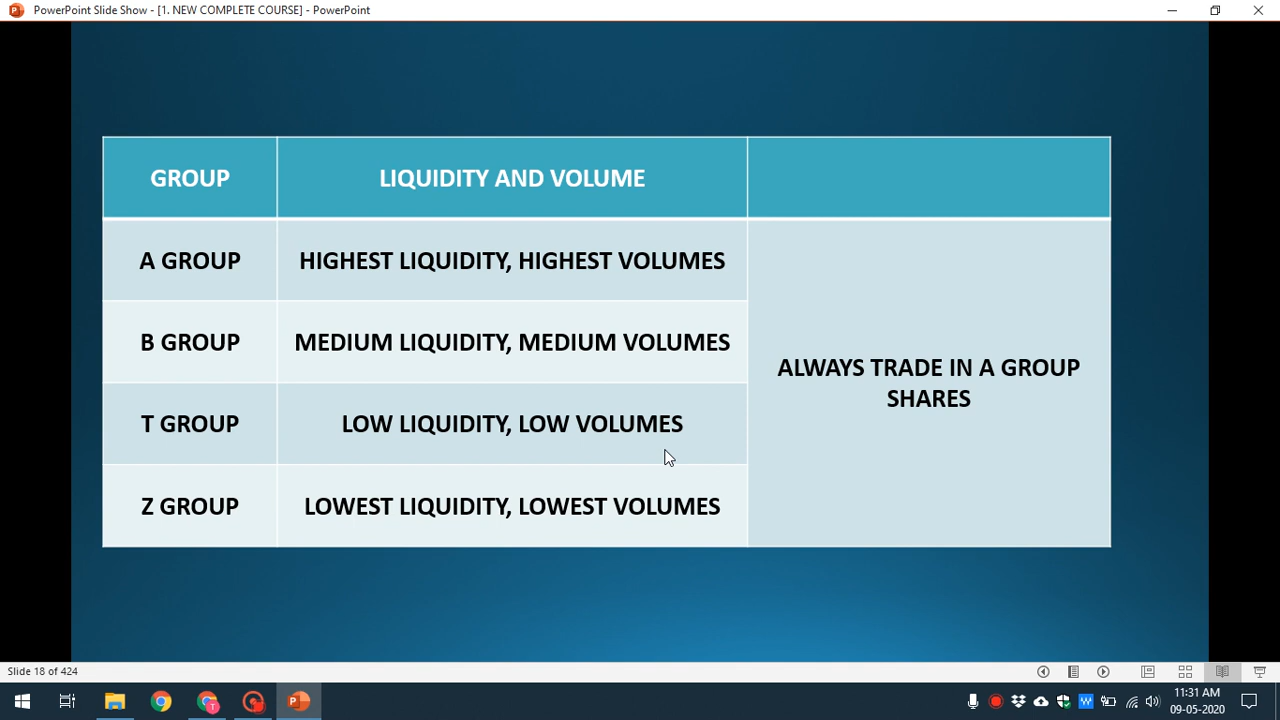 PowerPoint Slide Show - [1. NEW COMPLETE COURSE] - PowerPoint
GROUP
LIQUIDITY AND VOLUME
A GROUP
HIGHEST LIQUIDITY, HIGHEST VOLUMES
B GROUP
MEDIUM LIQUIDITY, MEDIUM VOLUMES
T GROUP
LOW LIQUIDITY, LOW VOLUMES
Z GROUP
LOWEST LIQUIDITY, LOWEST VOLUMES
ALWAYS TRADE IN A GROUP
SHARES
Slide 18 of 424
11:31 AM
09-05-2020